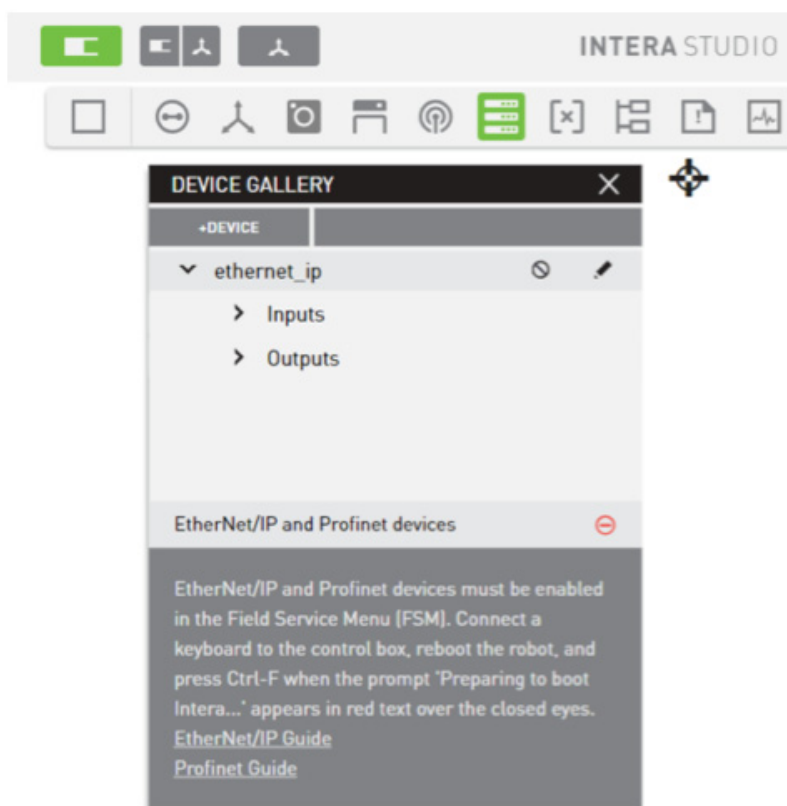 INTERA STUDIO
DEVICE GALLERY
+DEVICE
ethernet_ip
Inputs
Outputs
EtherNet/IP and Profinet devices
EtherNet/IP and Profinet devices must be enabled
in the Field Service Menu (FSM). Connect a
keyboard to the control box, reboot the robot, and
press Ctrl-F when the prompt 'Preparing to boot
Intera...' appears in red text over the closed eyes.
EtherNet/IP Guide
Profinet Guide